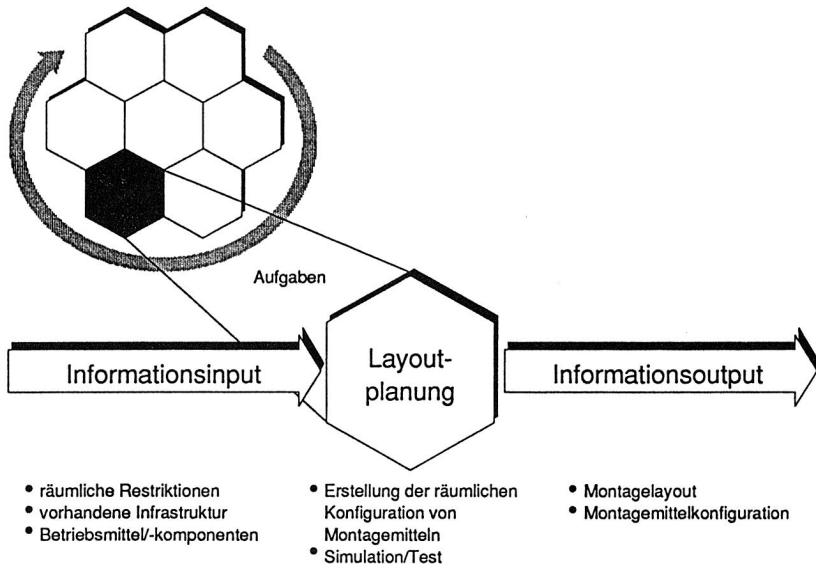 Aufgaben
Informationsinput
Layout-
planung
Informationsoutput
• räumliche Restriktionen
• vorhandene Infrastruktur
• Betriebsmittel/-komponenten
• Erstellung der räumlichen
Konfiguration von
Montagemitteln
• Simulation/Test
• Montagelayout
• Montagemittelkonfiguration